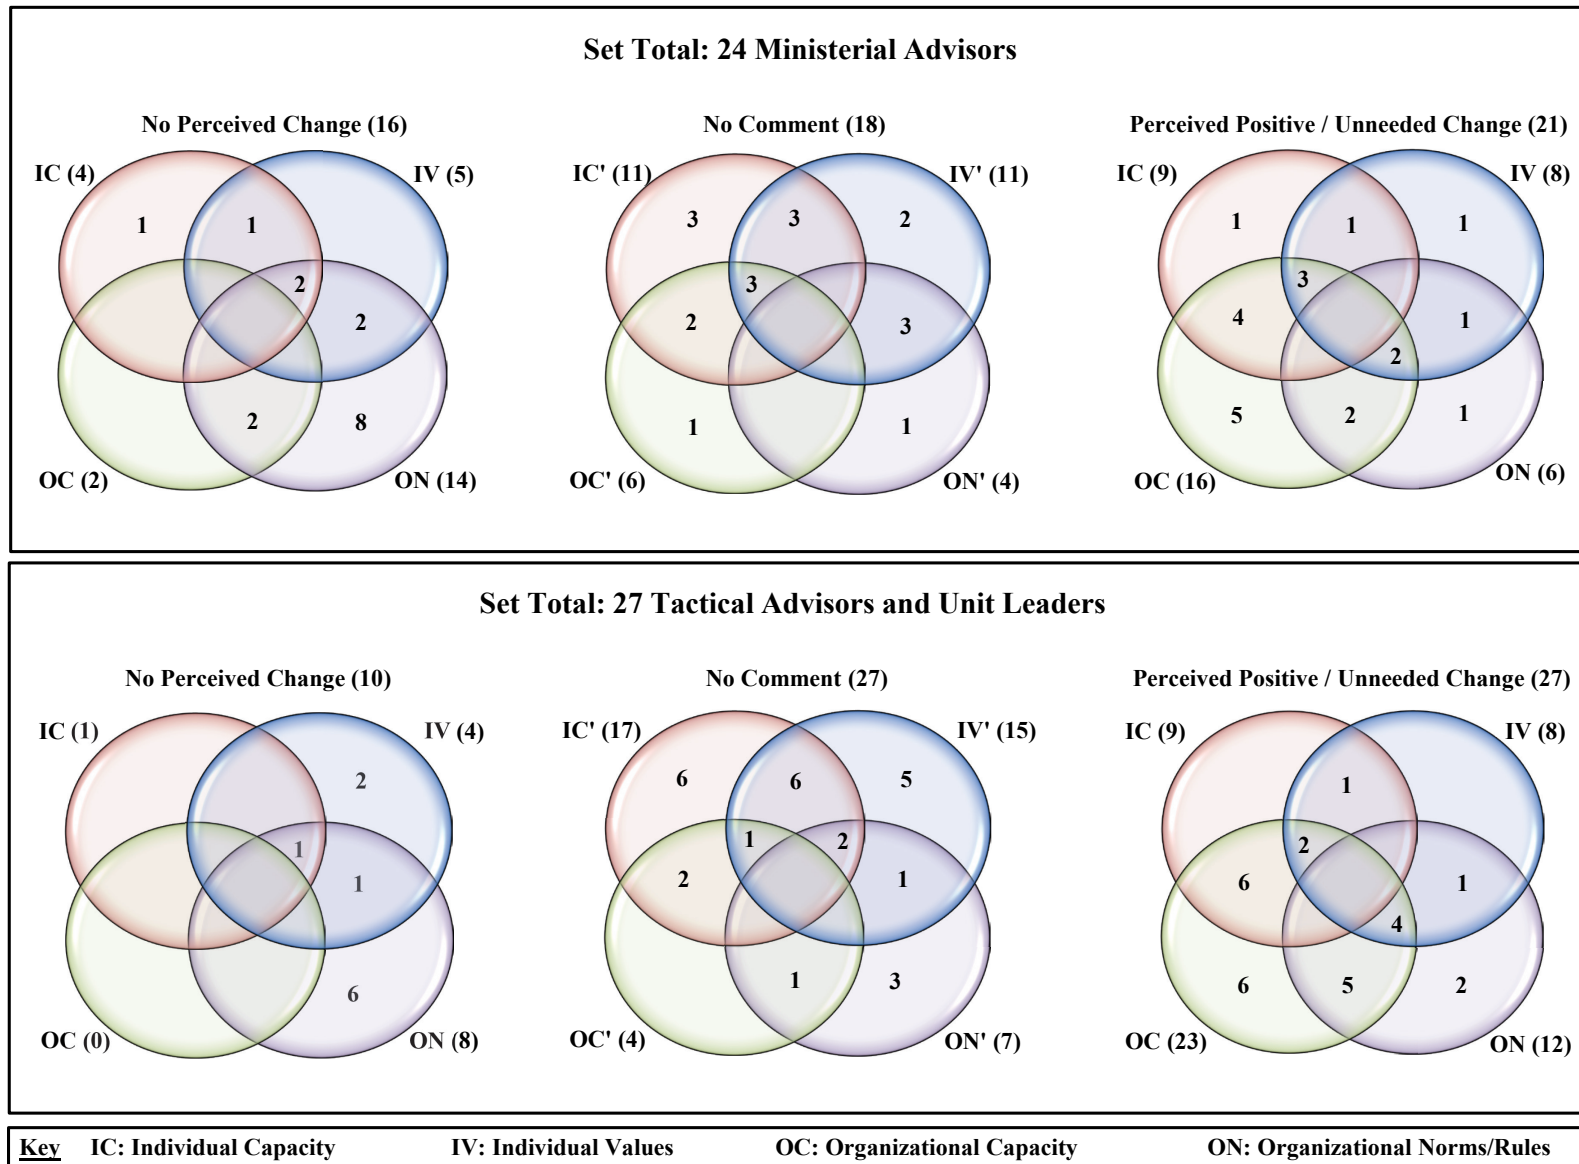 Set Total: 24 Ministerial Advisors
No Perceived Change (16)
IC (4)
IV (5)
1
1
2
2
2
8
OC (2)
ON (14)
No Comment (18)
IC' (11)
IV' (11)
3
3
2
3
2
3
1
1
OC' (6)
ON' (4)
Perceived Positive / Unneeded Change (21)
IC (9)
IV (8)
1
1
1
3
4
1
2
5
2
1
OC (16)
ON (6)
Set Total: 27 Tactical Advisors and Unit Leaders
No Perceived Change (10)
IC (1)
IV (4)
2
1
1
6
OC (0)
ON (8)
No Comment (27)
IC' (17)
IV' (15)
6
6
5
1
2
2
1
1
3
OC' (4)
ON' (7)
Perceived Positive / Unneeded Change (27)
IC (9)
IV (8)
1
2
6
1
4
6
5
2
OC (23)
ON (12)
Key IC: Individual Capacity IV: Individual Values OC: Organizational Capacity ON: Organizational Norms/Rules